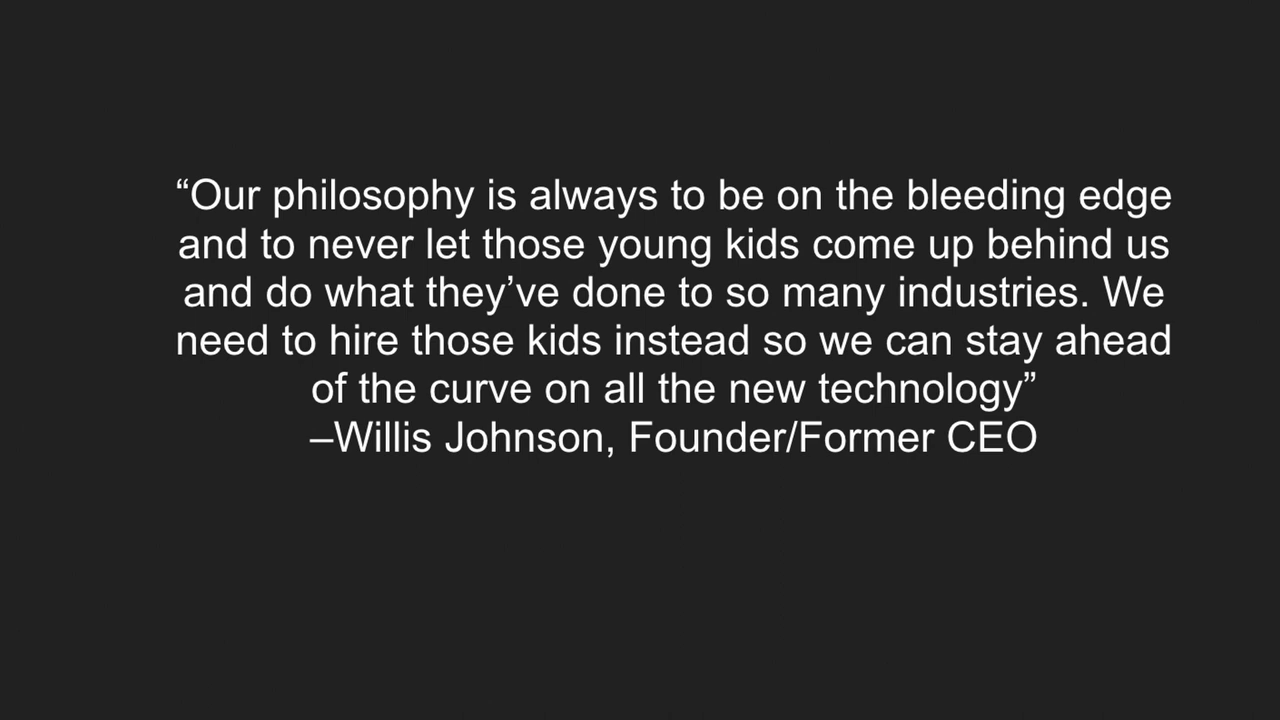 “Our philosophy is always to be on the bleeding edge
and to never let those young kids come up behind us
and do what they’ve done to so many industries. We
need to hire those kids instead so we can stay ahead
of the curve on all the new technology”
–Willis Johnson, Founder/Former CEO